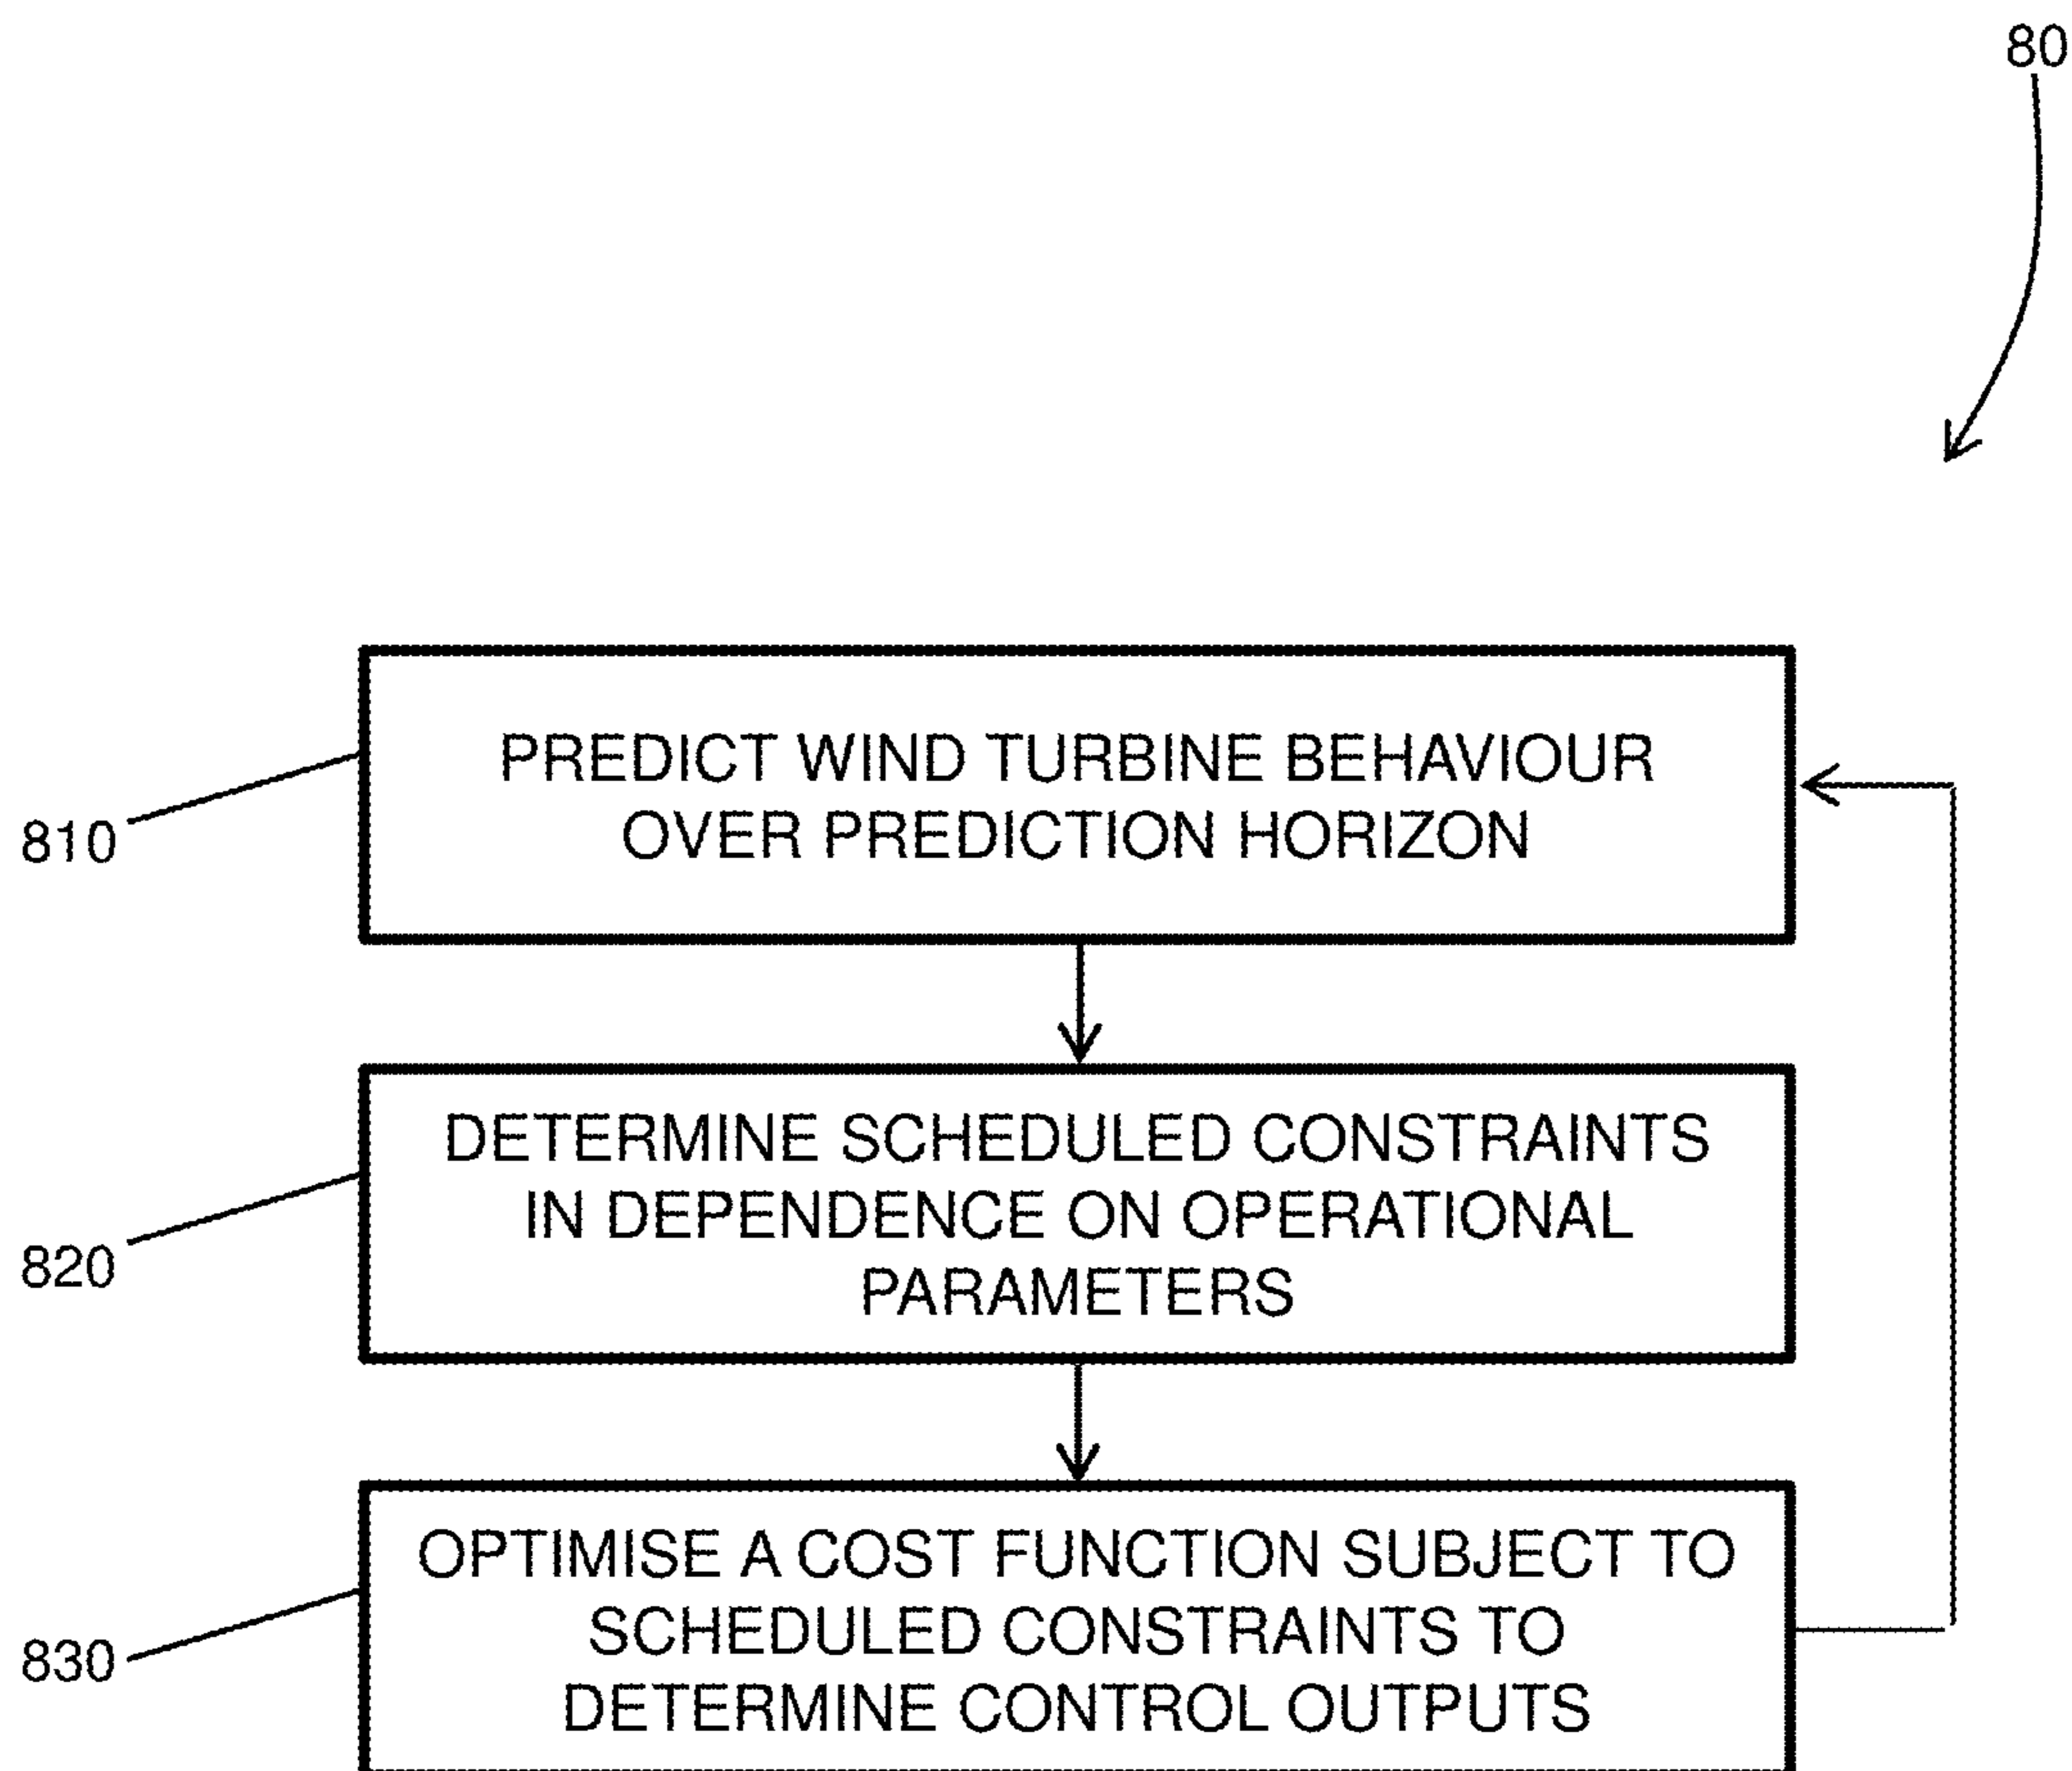 80
PREDICT WIND TURBINE BEHAVIOUR
OVER PREDICTION HORIZON
810
DETERMINE SCHEDULED CONSTRAINTS
IN DEPENDENCE ON OPERATIONAL
PARAMETERS
820
OPTIMISE A COST FUNCTION SUBJECT TO
SCHEDULED CONSTRAINTS TO
DETERMINE CONTROL OUTPUTS
830